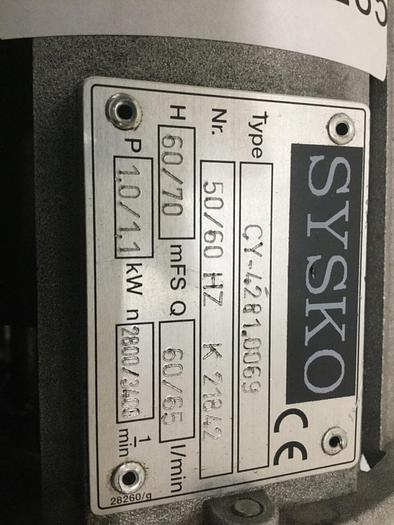 SYSKO CE
Type CY-4281.0069
Nr. 50/60 HZ K 21842
H 60/70 mFS Q 60/65 l/min
P 1.0/1.1 kW n 2800/3400 1/min
28260/g